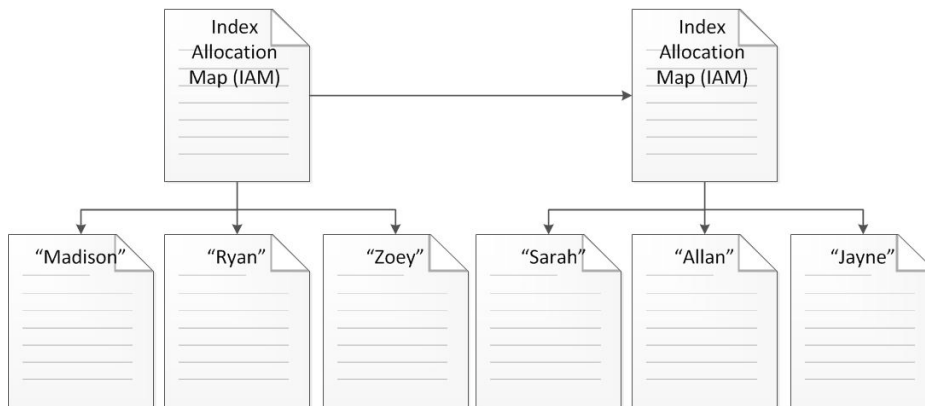 Index
Allocation
Map (IAM)
Index
Allocation
Map (IAM)
“Madison”
“Ryan”
“Zoey”
“Sarah”
“Allan”
“Jayne”